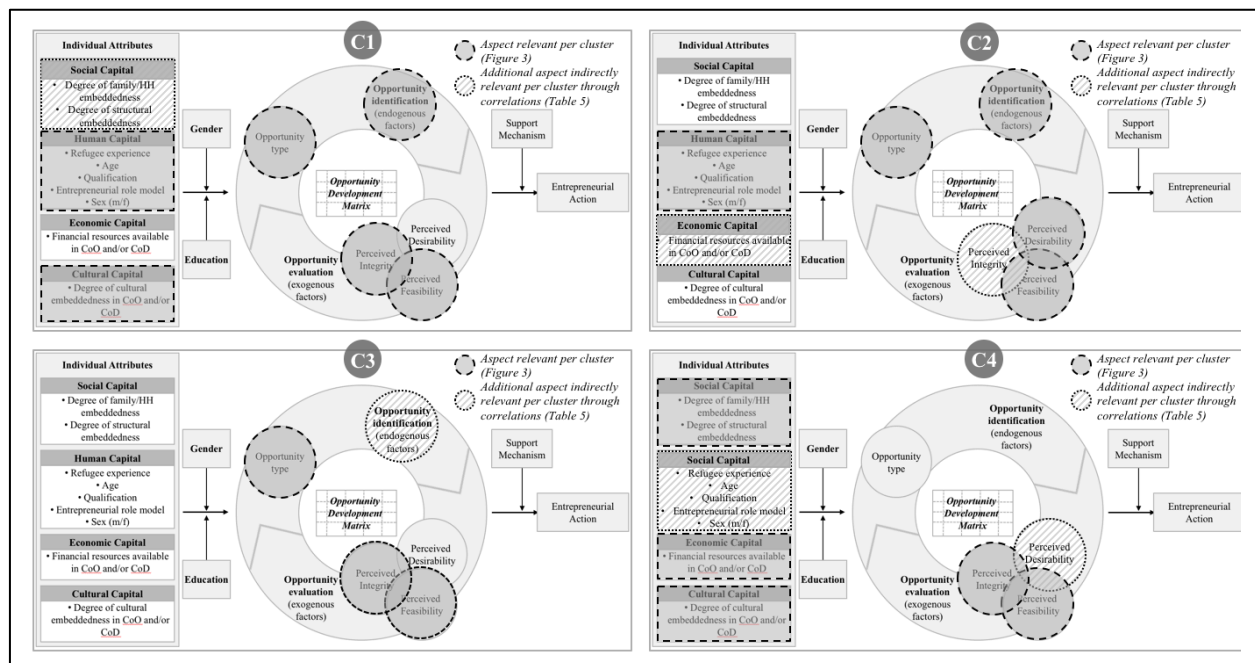 C1
Individual Attributes
Social Capital
• Degree of family/HH
embeddedness
• Degree of structural
embeddedness
Human Capital
• Refugee experience
• Age
• Qualification
• Entrepreneurial role model
• Sex (m/f)
Economic Capital
• Financial resources available
in CoO and/or CoD
Cultural Capital
• Degree of cultural
embeddedness in CoO and/or
CoD
Gender
Education
Opportunity
type
Opportunity
identification
(endogenous
factors)
Opportunity
Development
Matrix
Perceived
Desirability
Perceived
Integrity
Perceived
Feasibility
Opportunity
evaluation
(exogenous
factors)
Aspect relevant per cluster
(Figure 3)
Additional aspect indirectly
relevant per cluster through
correlations (Table 5)
Support
Mechanism
Entrepreneurial
Action
C2
Individual Attributes
Social Capital
• Degree of family/HH
embeddedness
• Degree of structural
embeddedness
Human Capital
• Refugee experience
• Age
• Qualification
• Entrepreneurial role model
• Sex (m/f)
Economic Capital
Financial resources available
in CoO and/or CoD
Cultural Capital
• Degree of cultural
embeddedness in CoO and/or
CoD
Gender
Education
Opportunity
type
Opportunity
identification
(endogenous
factors)
Opportunity
Development
Matrix
Perceived
Desirability
Perceived
Integrity
Perceived
Feasibility
Opportunity
evaluation
(exogenous
factors)
Aspect relevant per cluster
(Figure 3)
Additional aspect indirectly
relevant per cluster through
correlations (Table 5)
Support
Mechanism
Entrepreneurial
Action
C3
Individual Attributes
Social Capital
• Degree of family/HH
embeddedness
• Degree of structural
embeddedness
Human Capital
• Refugee experience
• Age
• Qualification
• Entrepreneurial role model
• Sex (m/f)
Economic Capital
• Financial resources available
in CoO and/or CoD
Cultural Capital
• Degree of cultural
embeddedness in CoO and/or
CoD
Gender
Education
Opportunity
type
Opportunity
identification
(endogenous
factors)
Opportunity
Development
Matrix
Perceived
Desirability
Perceived
Integrity
Perceived
Feasibility
Opportunity
evaluation
(exogenous
factors)
Aspect relevant per cluster
(Figure 3)
Additional aspect indirectly
relevant per cluster through
correlations (Table 5)
Support
Mechanism
Entrepreneurial
Action
C4
Individual Attributes
Social Capital
• Degree of family/HH
embeddedness
• Degree of structural
embeddedness
Social Capital
• Refugee experience
• Age
• Qualification
• Entrepreneurial role model
• Sex (m/f)
Economic Capital
• Financial resources available
in CoO and/or CoD
Cultural Capital
• Degree of cultural
embeddedness in CoO and/or
CoD
Gender
Education
Opportunity
type
Opportunity
identification
(endogenous
factors)
Opportunity
Development
Matrix
Perceived
Desirability
Perceived
Integrity
Perceived
Feasibility
Opportunity
evaluation
(exogenous
factors)
Aspect relevant per cluster
(Figure 3)
Additional aspect indirectly
relevant per cluster through
correlations (Table 5)
Support
Mechanism
Entrepreneurial
Action